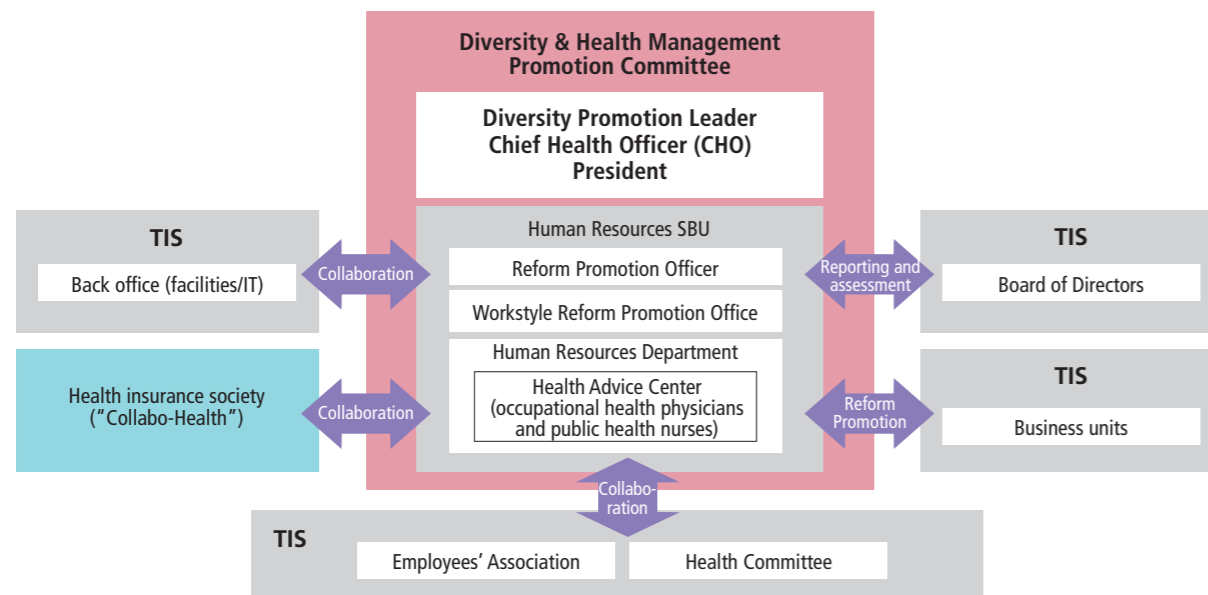 Diversity & Health Management
Promotion Committee
Diversity Promotion Leader
Chief Health Officer (CHO)
President
Human Resources SBU
Reform Promotion Officer
Workstyle Reform Promotion Office
Human Resources Department
Health Advice Center
(occupational health physicians
and public health nurses)
TIS
Back office (facilities/IT)
Collaboration
Health insurance society
(“Collabo-Health”)
Collaboration
Reporting and
assessment
TIS
Board of Directors
Reform
Promotion
TIS
Business units
Collabo-
ration
TIS
Employees’ Association
Health Committee